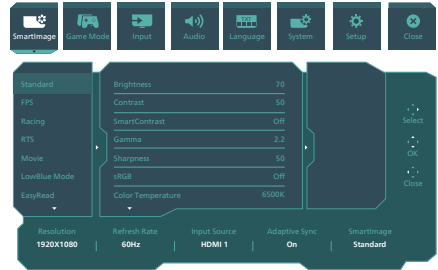 SmartImage
Game Mode
Input
Audio
TXT
Language
System
Setup
Close
Standard
FPS
Racing
RTS
Movie
LowBlue Mode
EasyRead
Brightness 70
Contrast 50
SmartContrast Off
Gamma 2.2
Sharpness 50
sRGB Off
Color Temperature 6500K
Select
OK
Close
Resolution Refresh Rate Input Source Adaptive Sync SmartImage
1920X1080 | 60Hz | HDMI 1 | On | Standard